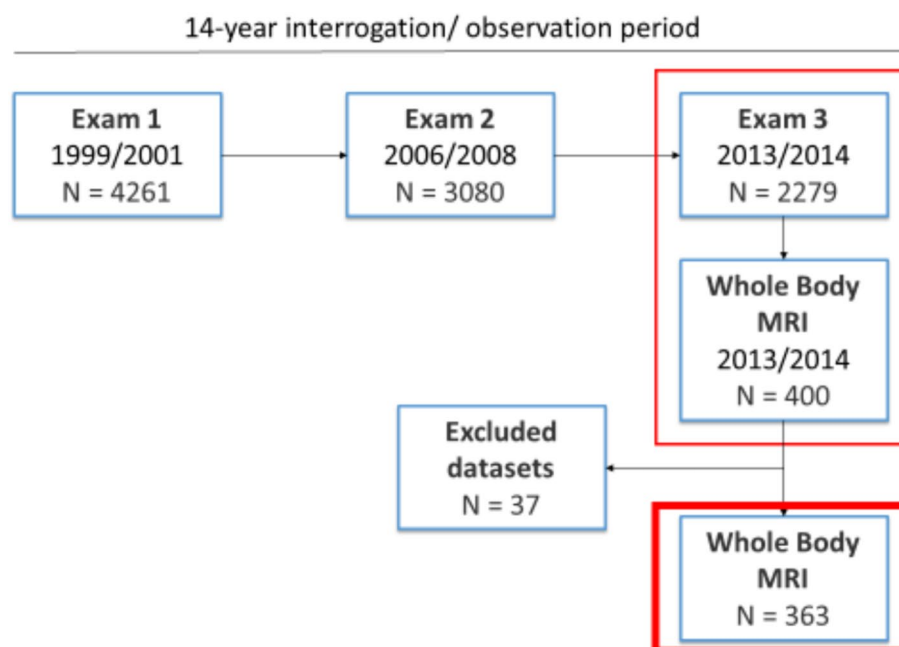 14-year interrogation/ observation period
Exam 1
1999/2001
N = 4261
Exam 2
2006/2008
N = 3080
Exam 3
2013/2014
N = 2279
Whole Body
MRI
2013/2014
N = 400
Excluded
datasets
N = 37
Whole Body
MRI
N = 363